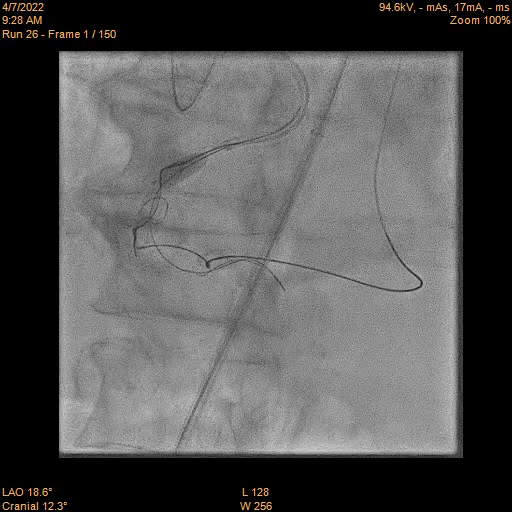 4/7/2022
9:28 AM
Run 26 - Frame 1 / 150
94.6kV, - mAs, 17mA, - ms
Zoom 100%
LAO 18.6°
Cranial 12.3°
L 128
W 256